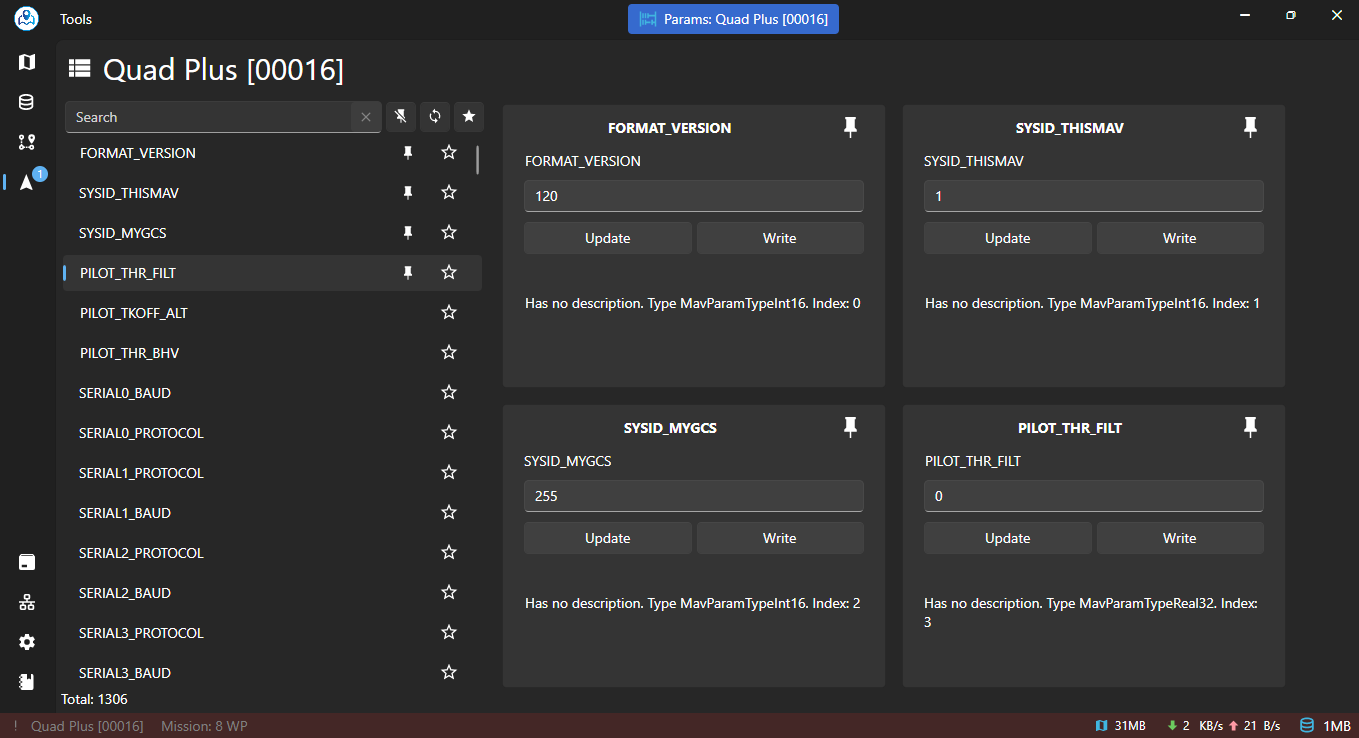 Tools
Params: Quad Plus [00016]
1
Quad Plus [00016]
Search
FORMAT_VERSION
SYSID_THISMAV
SYSID_MYGCS
PILOT_THR_FILT
PILOT_TKOFF_ALT
PILOT_THR_BHV
SERIAL0_BAUD
SERIAL0_PROTOCOL
SERIAL1_PROTOCOL
SERIAL1_BAUD
SERIAL2_PROTOCOL
SERIAL2_BAUD
SERIAL3_PROTOCOL
SERIAL3_BAUD
Total: 1306
FORMAT_VERSION
FORMAT_VERSION
120
Update Write
Has no description. Type MavParamTypeInt16. Index: 0
SYSID_THISMAV
SYSID_THISMAV
1
Update Write
Has no description. Type MavParamTypeInt16. Index: 1
SYSID_MYGCS
SYSID_MYGCS
255
Update Write
Has no description. Type MavParamTypeInt16. Index: 2
PILOT_THR_FILT
PILOT_THR_FILT
0
Update Write
Has no description. Type MavParamTypeReal32. Index:
3
! Quad Plus [00016] Mission: 8 WP 31MB 2 KB/s 21 B/s 1MB